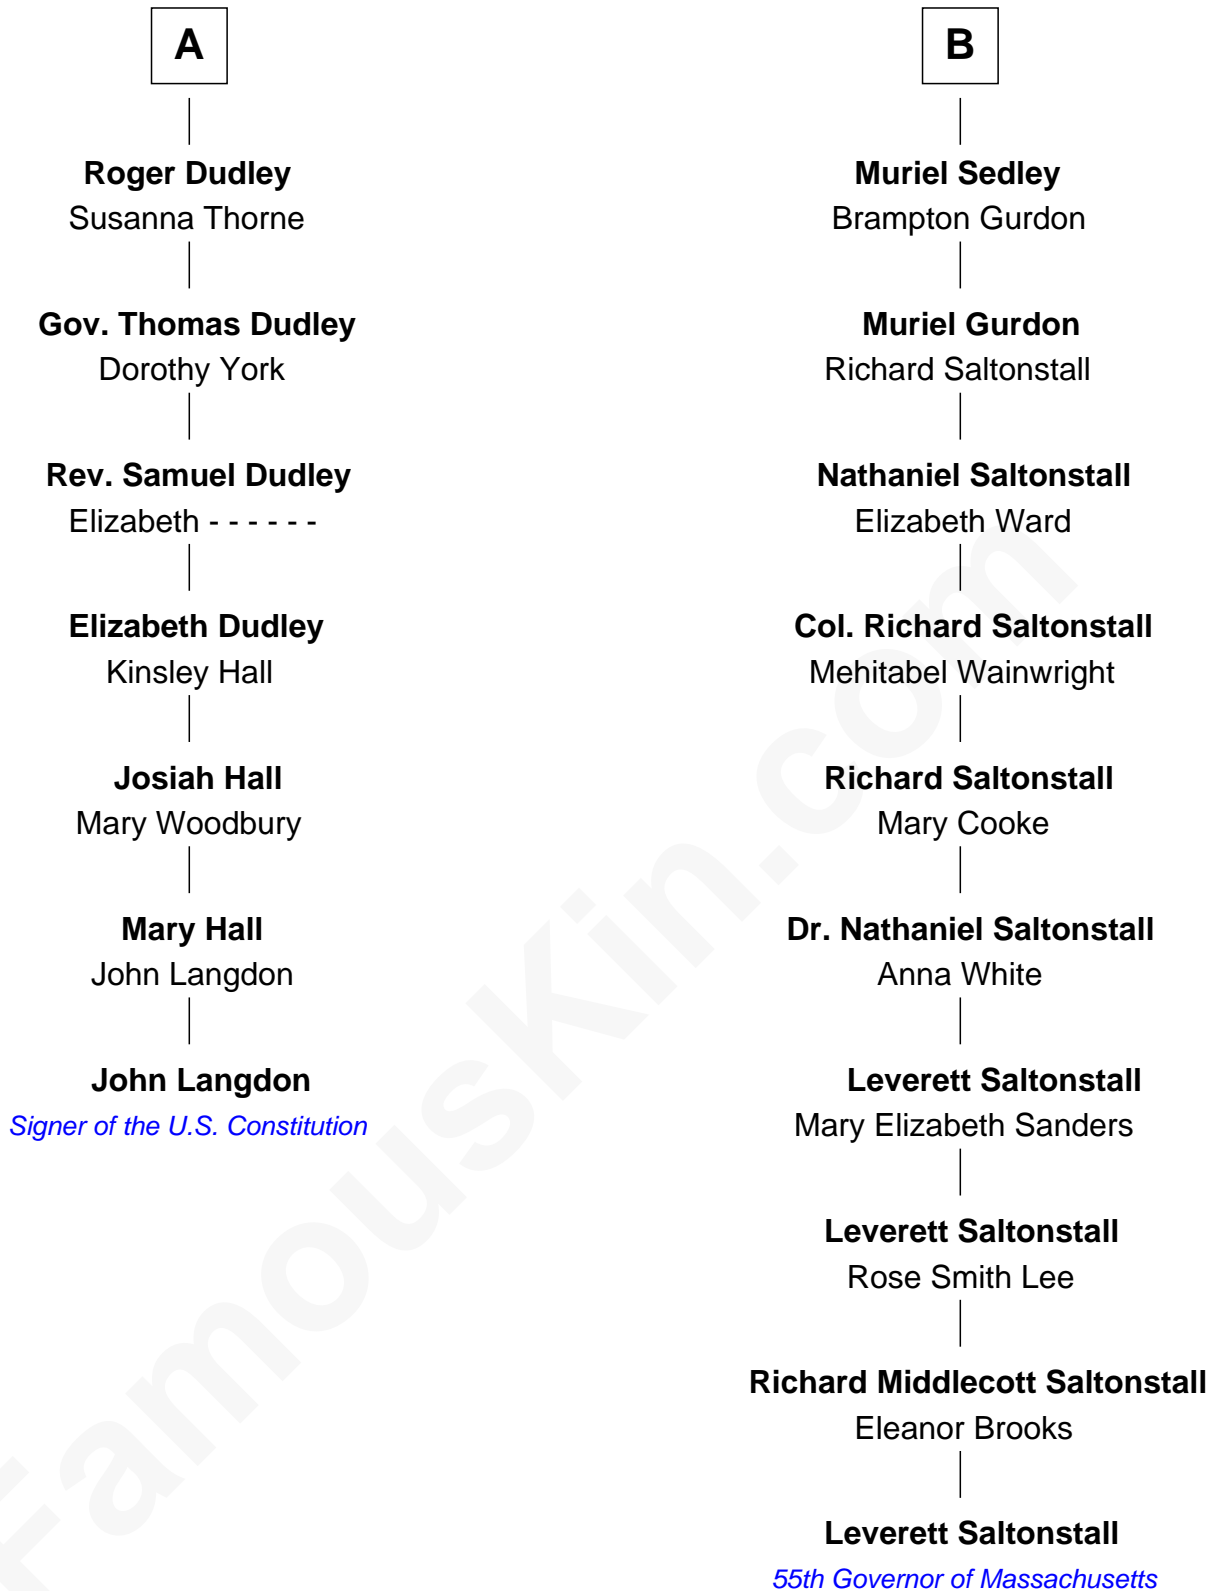 A
Roger Dudley
Susanna Thorne
Gov. Thomas Dudley
Dorothy York
Rev. Samuel Dudley
Elizabeth - - - - - -
Elizabeth Dudley
Kinsley Hall
Josiah Hall
Mary Woodbury
Mary Hall
John Langdon
John Langdon
Signer of the U.S. Constitution
B
Muriel Sedley
Brampton Gurdon
Muriel Gurdon
Richard Saltonstall
Nathaniel Saltonstall
Elizabeth Ward
Col. Richard Saltonstall
Mehitabel Wainwright
Richard Saltonstall
Mary Cooke
Dr. Nathaniel Saltonstall
Anna White
Leverett Saltonstall
Mary Elizabeth Sanders
Leverett Saltonstall
Rose Smith Lee
Richard Middlecott Saltonstall
Eleanor Brooks
Leverett Saltonstall
55th Governor of Massachusetts
FamousKin.com